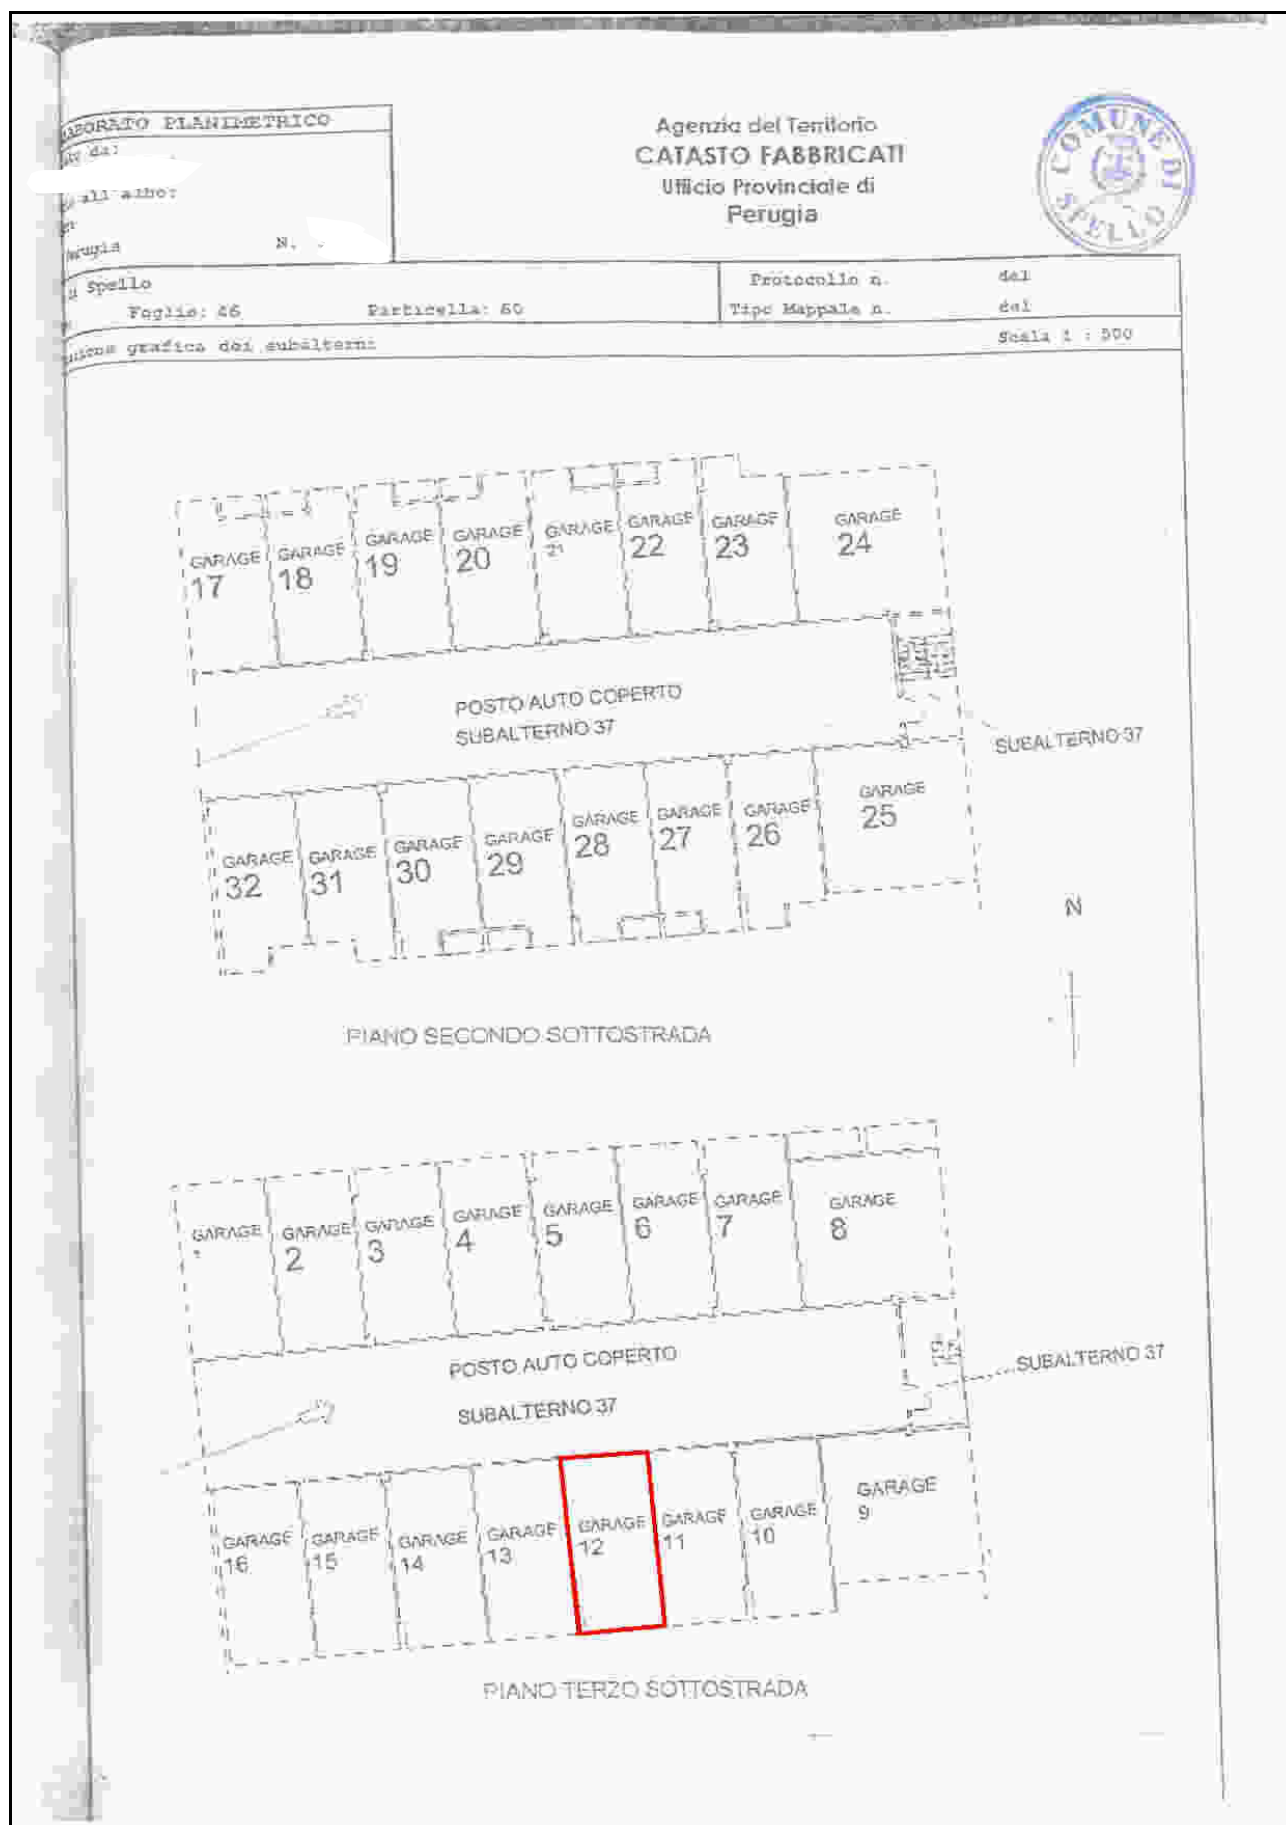 ABORATO PLANIMETRICO
da:
all'albo:
erugia N.
Agenzia del Territorio
CATASTO FABBRICATI
Ufficio Provinciale di
Perugia
COMUNE DI SPELLO
Spello
Foglio: 46 Particella: 60
Protocollo n. del
Tipo Mappale n. del
grafica dei subalterni
Scala 1 : 500
GARAGE 17
GARAGE 18
GARAGE 19
GARAGE 20
GARAGE 21
GARAGE 22
GARAGE 23
GARAGE 24
POSTO AUTO COPERTO
SUBALTERNO 37
SUBALTERNO 37
GARAGE 32
GARAGE 31
GARAGE 30
GARAGE 29
GARAGE 28
GARAGE 27
GARAGE 26
GARAGE 25
N
PIANO SECONDO SOTTOSTRADA
GARAGE
GARAGE 2
GARAGE 3
GARAGE 4
GARAGE 5
GARAGE 6
GARAGE 7
GARAGE 8
POSTO AUTO COPERTO
SUBALTERNO 37
SUBALTERNO 37
GARAGE 16
GARAGE 15
GARAGE 14
GARAGE 13
GARAGE 12
GARAGE 11
GARAGE 10
GARAGE 9
PIANO TERZO SOTTOSTRADA